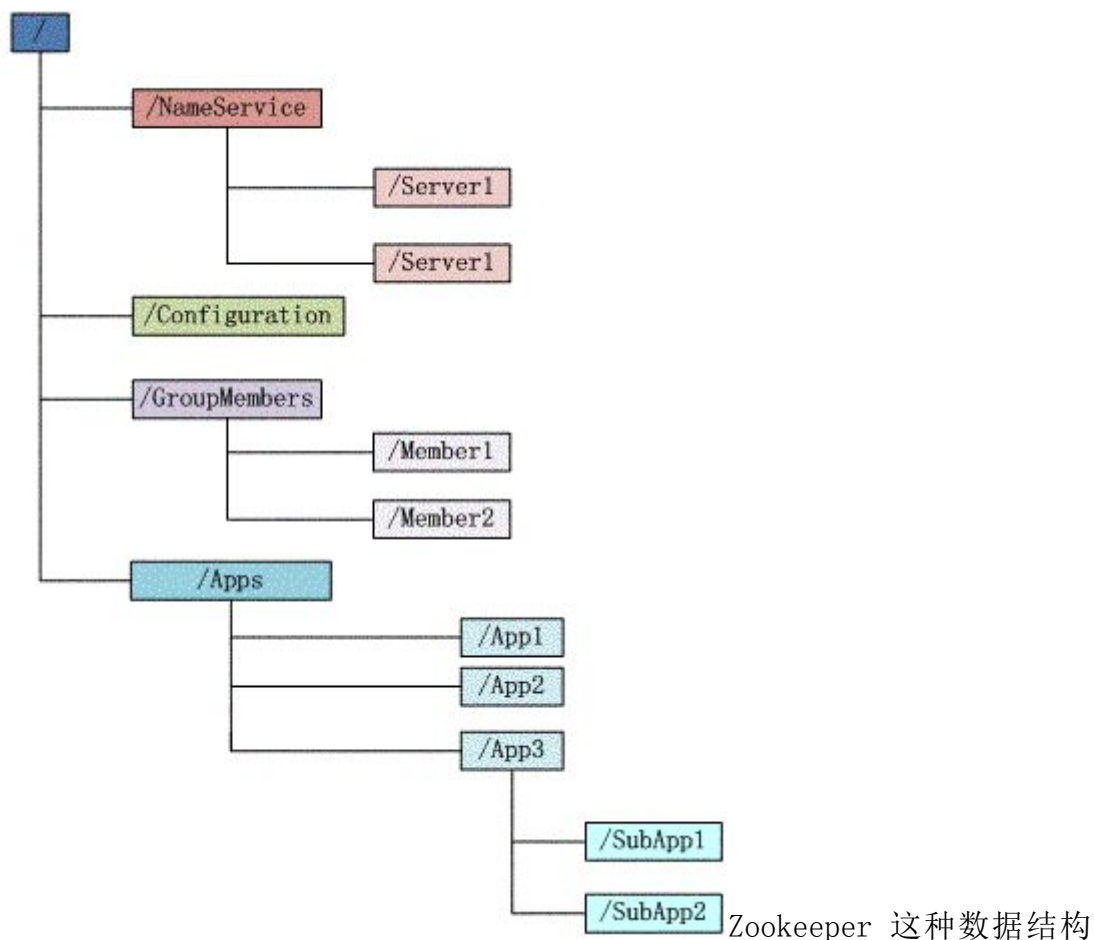 /
/NameService
/Server1
/Server1
/Configuration
/GroupMembers
/Member1
/Member2
/Apps
/App1
/App2
/App3
/SubApp1
/SubApp2
Zookeeper 这种数据结构